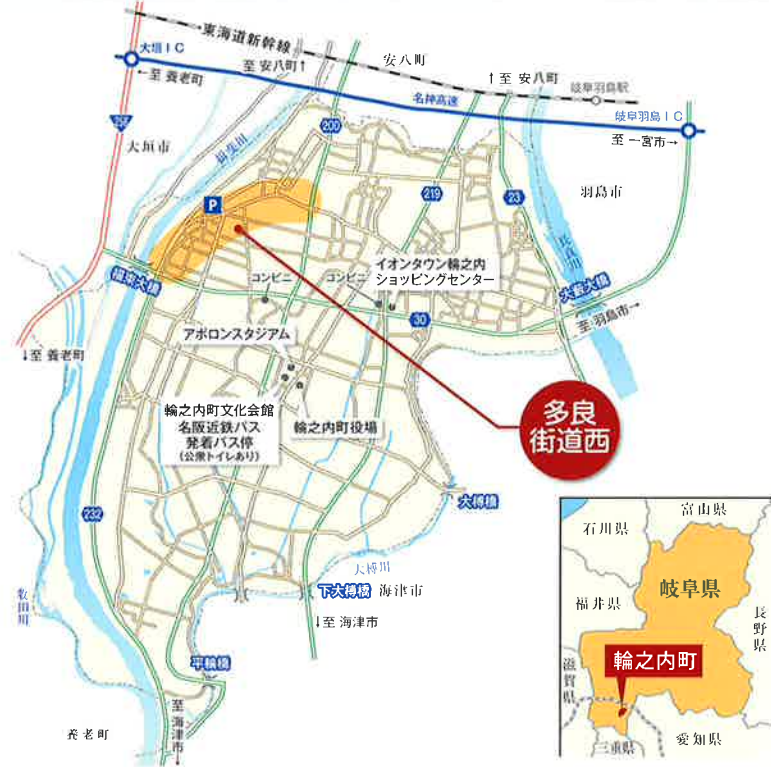 東海道新幹線
大垣IC
←至 養老町
至 安八町↑
安八町
↑至 安八町
岐阜羽島駅
名神高速
岐阜羽島IC
至 一宮市→
258
大垣市
揖斐川
200
219
23
羽島市
長良川
P
福束大橋
コンビニ
コンビニ
イオンタウン輪之内
ショッピングセンター
大藪大橋
至 羽島市→
30
↓至 養老町
アポロンスタジアム
輪之内町文化会館
名阪近鉄バス
発着バス停
(公衆トイレあり)
輪之内町役場
多良
街道西
232
大榑橋
大榑川
下大榑橋
海津市
↓至 海津市
牧田川
平輪橋
至 海津市↓
養老町
富山県
石川県
岐阜県
福井県
長野県
輪之内町
滋賀県
愛知県
三重県